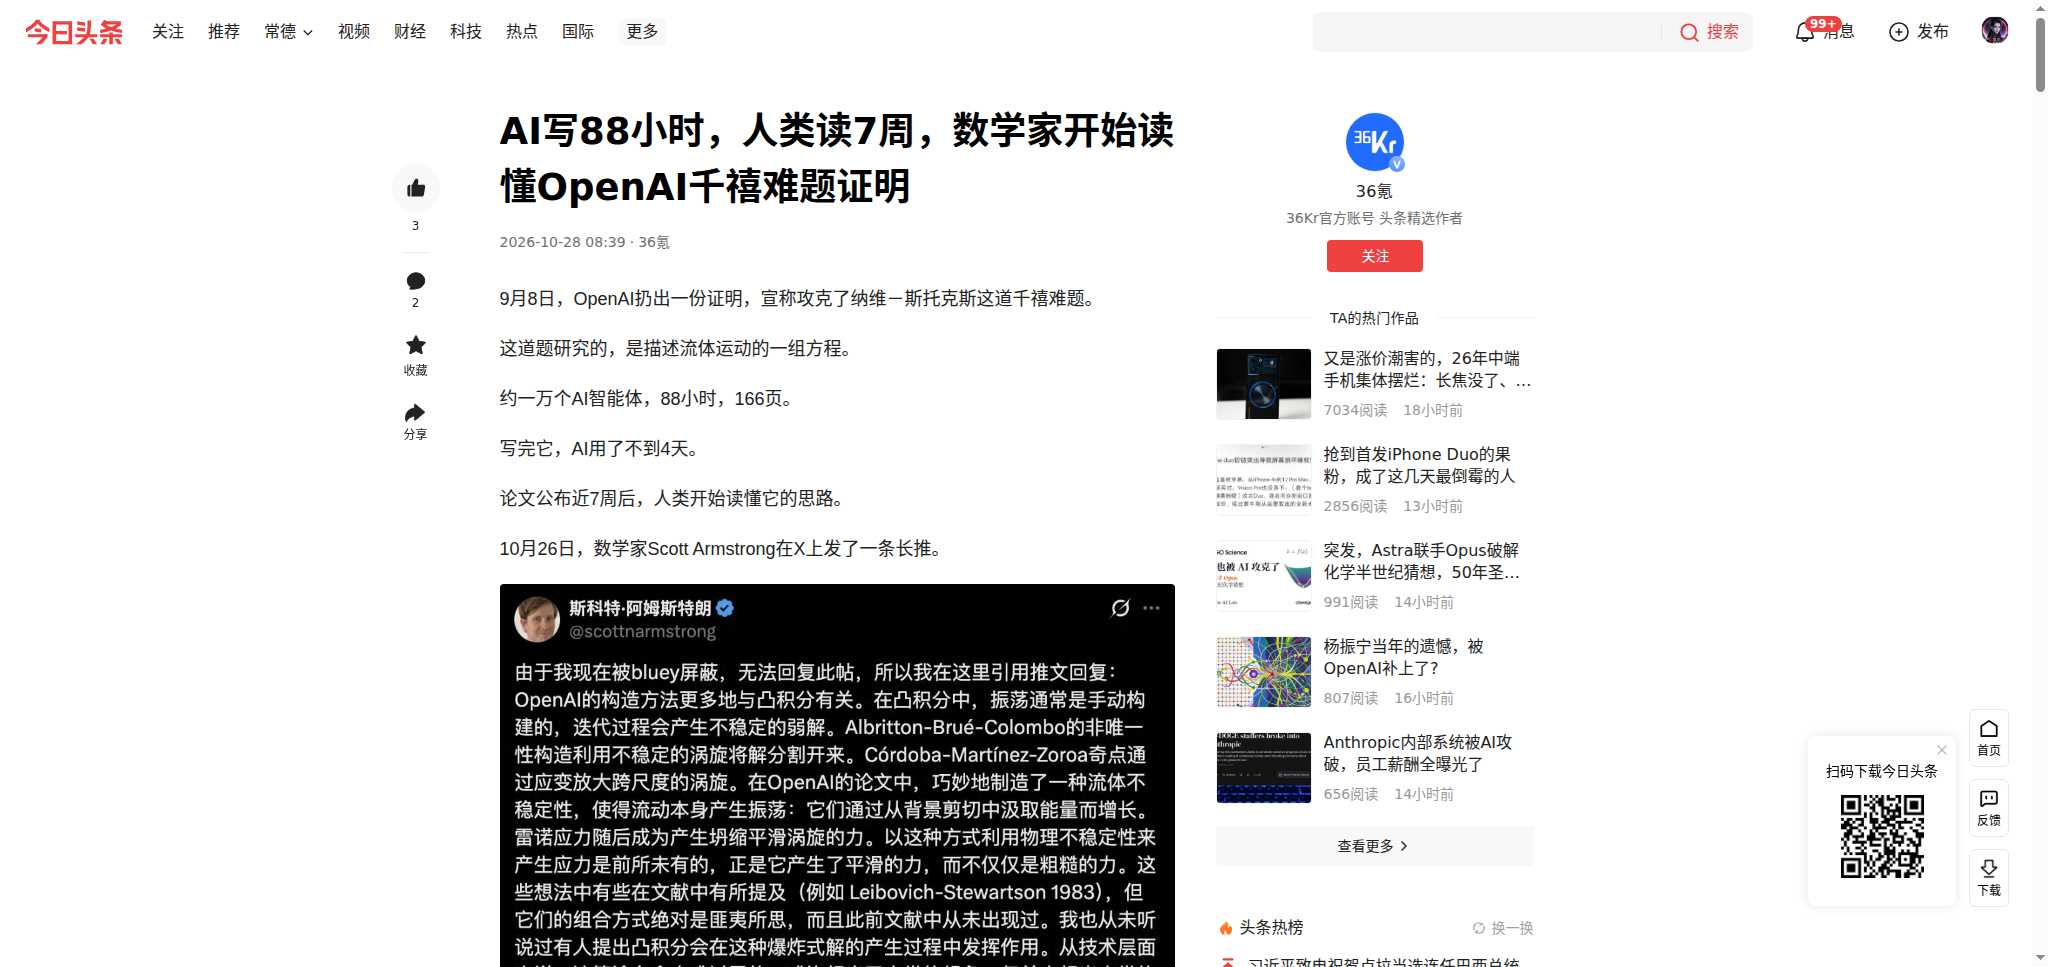 今日头条
关注 推荐 常德 视频 财经 科技 热点 国际 更多
搜索
99+
消息
发布
AI写88小时，人类读7周，数学家开始读
懂OpenAI千禧难题证明
2026-10-28 08:39 · 36氪
3
2
收藏
分享
9月8日，OpenAI扔出一份证明，宣称攻克了纳维－斯托克斯这道千禧难题。
这道题研究的，是描述流体运动的一组方程。
约一万个AI智能体，88小时，166页。
写完它，AI用了不到4天。
论文公布近7周后，人类开始读懂它的思路。
10月26日，数学家Scott Armstrong在X上发了一条长推。
斯科特·阿姆斯特朗
@scottnarmstrong
由于我现在被bluey屏蔽，无法回复此帖，所以我在这里引用推文回复：
OpenAI的构造方法更多地与凸积分有关。在凸积分中，振荡通常是手动构
建的，迭代过程会产生不稳定的弱解。Albritton-Brué-Colombo的非唯一
性构造利用不稳定的涡旋将解分割开来。Córdoba-Martínez-Zoroa奇点通
过应变放大跨尺度的涡旋。在OpenAI的论文中，巧妙地制造了一种流体不
稳定性，使得流动本身产生振荡：它们通过从背景剪切中汲取能量而增长。
雷诺应力随后成为产生坍缩平滑涡旋的力。以这种方式利用物理不稳定性来
产生应力是前所未有的，正是它产生了平滑的力，而不仅仅是粗糙的力。这
些想法中有些在文献中有所提及（例如 Leibovich-Stewartson 1983），但
它们的组合方式绝对是匪夷所思，而且此前文献中从未出现过。我也从未听
说过有人提出凸积分会在这种爆炸式解的产生过程中发挥作用。从技术层面
36Kr
36氪
36Kr官方账号 头条精选作者
关注
TA的热门作品
又是涨价潮害的，26年中端
手机集体摆烂：长焦没了、...
7034阅读 18小时前
抢到首发iPhone Duo的果
粉，成了这几天最倒霉的人
2856阅读 13小时前
突发，Astra联手Opus破解
化学半世纪猜想，50年圣...
991阅读 14小时前
杨振宁当年的遗憾，被
OpenAI补上了?
807阅读 16小时前
Anthropic内部系统被AI攻
破，员工薪酬全曝光了
656阅读 14小时前
查看更多
头条热榜
换一换
习近平致电祝贺卢拉当选连任巴西总统
扫码下载今日头条
首页
反馈
下载